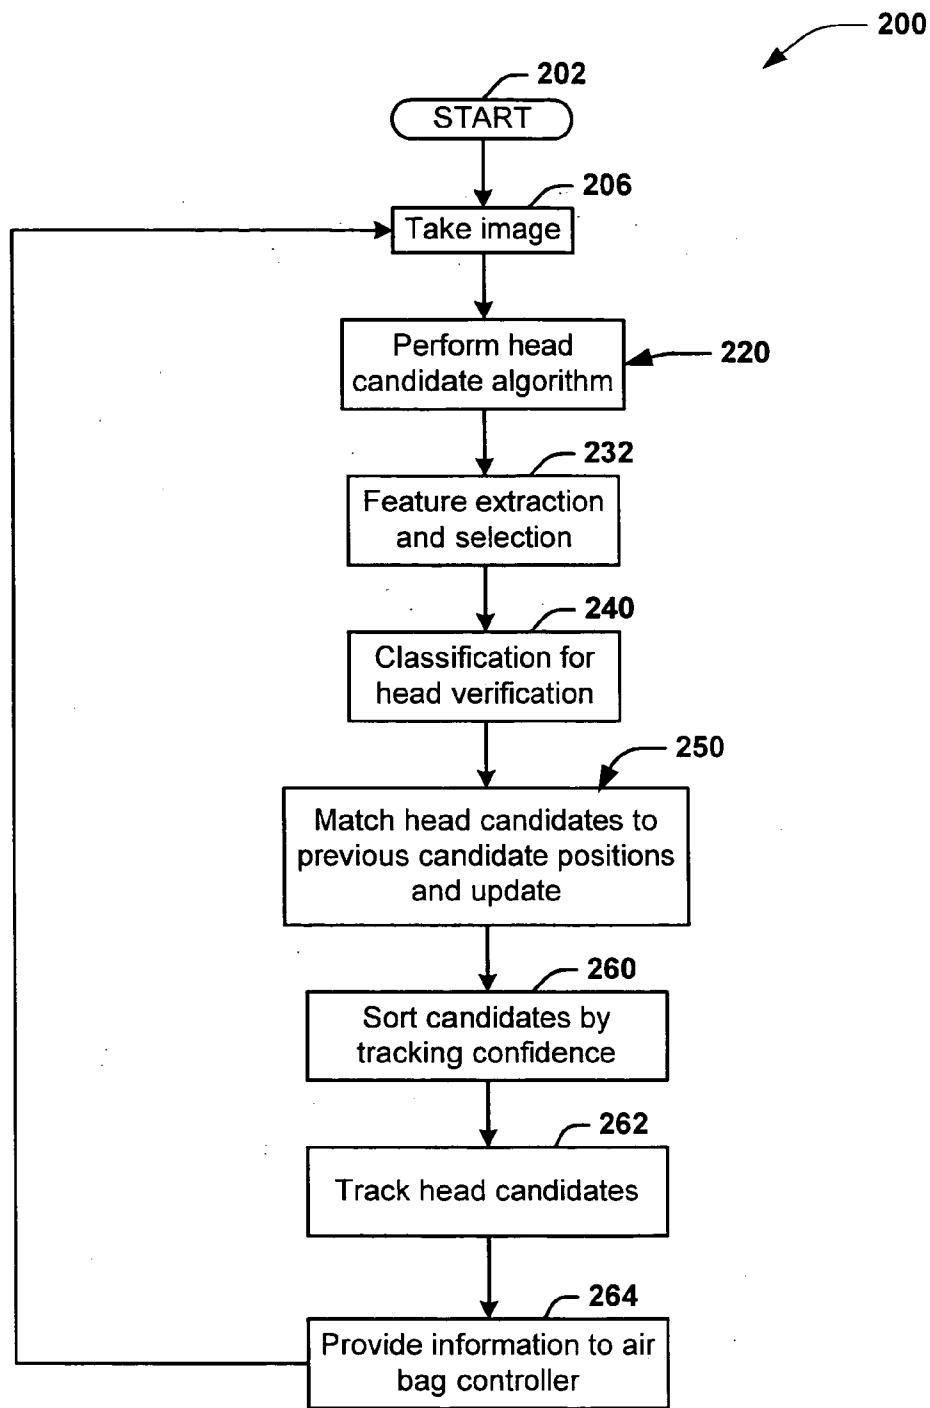 200
202
START
206
Take image
Perform head
candidate algorithm
220
232
Feature extraction
and selection
240
Classification for
head verification
250
Match head candidates to
previous candidate positions
and update
260
Sort candidates by
tracking confidence
262
Track head candidates
264
Provide information to air
bag controller